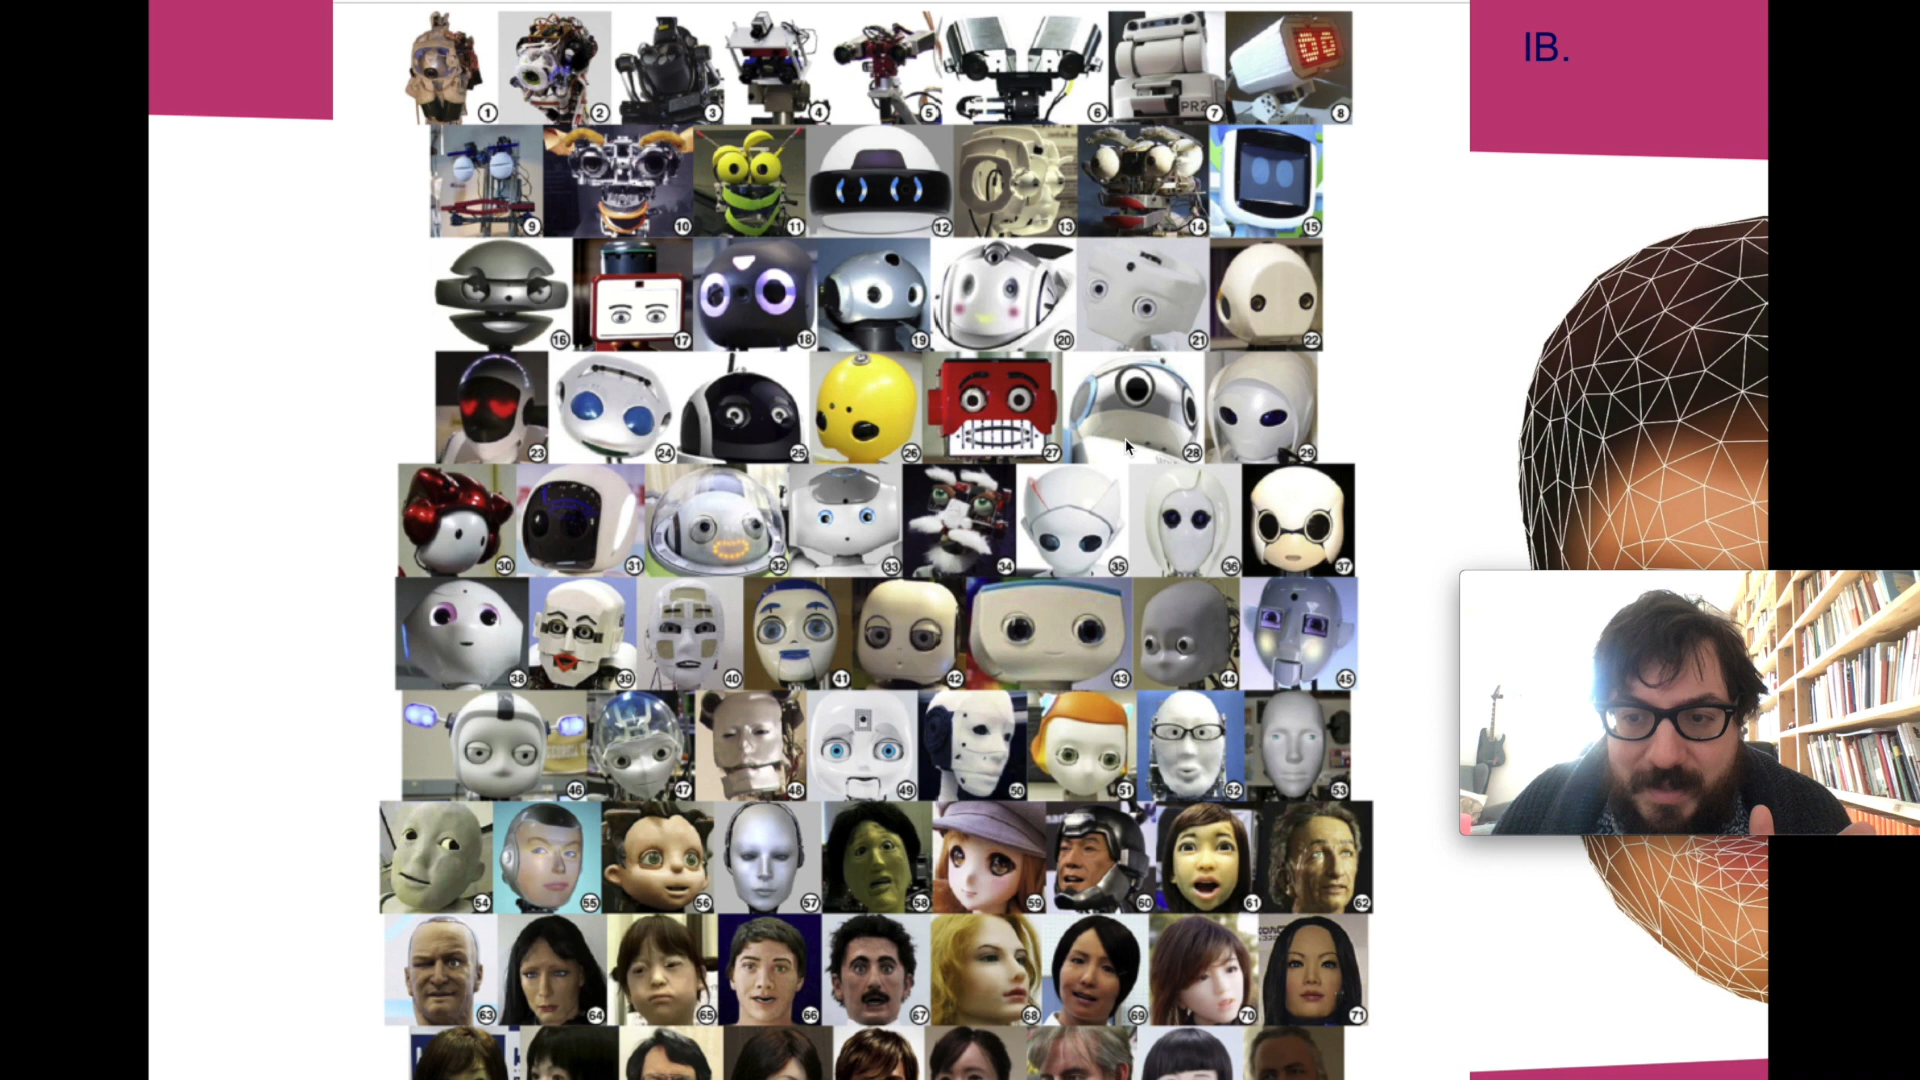 IB.
1 2 3 4 5 6 7 8
PR2
9 10 11 12 13 14 15
16 17 18 19 20 21 22
23 24 25 26 27 28 29
30 31 32 33 34 35 36 37
38 39 40 41 42 43 44 45
46 47 48 49 50 51 52 53
54 55 56 57 58 59 60 61 62
63 64 65 66 67 68 69 70 71